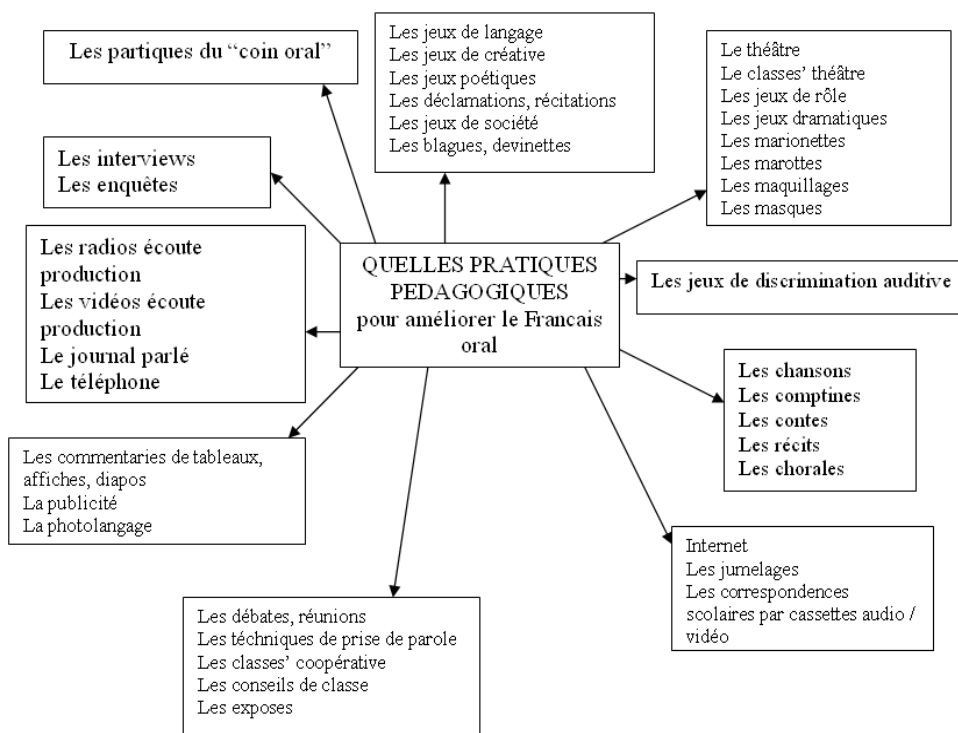 Les partiques du “coin oral”
Les jeux de langage
Les jeux de créative
Les jeux poétiques
Les déclamations, récitations
Les jeux de société
Les blagues, devinettes
Le théâtre
Le classes’ théâtre
Les jeux de rôle
Les jeux dramatiques
Les marionettes
Les marottes
Les maquillages
Les masques
Les interviews
Les enquêtes
Les radios écoute
production
Les vidéos écoute
production
Le journal parlé
Le téléphone
QUELLES PRATIQUES
PEDAGOGIQUES
pour améliorer le Francais
oral
Les jeux de discrimination auditive
Les chansons
Les comptines
Les contes
Les récits
Les chorales
Les commentaries de tableaux,
affiches, diapos
La publicité
La photolangage
Internet
Les jumelages
Les correspondences
scolaires par cassettes audio /
vidéo
Les débates, réunions
Les téchniques de prise de parole
Les classes’ coopérative
Les conseils de classe
Les exposes